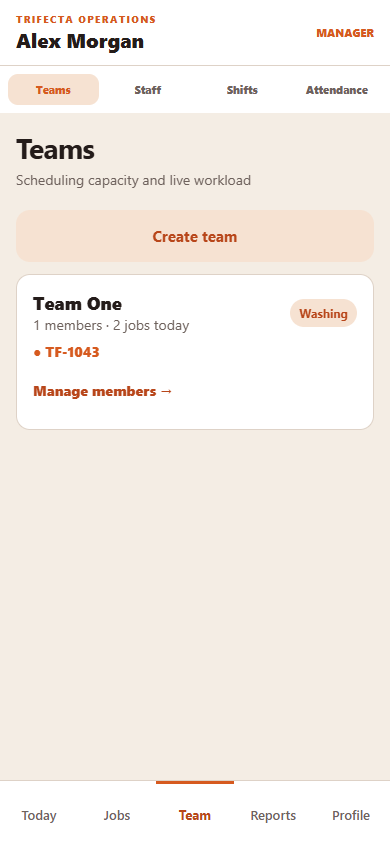 TRIFECTA OPERATIONS
Alex Morgan
MANAGER
Teams Staff Shifts Attendance
Teams
Scheduling capacity and live workload
Create team
Team One
Washing
1 members · 2 jobs today
● TF-1043
Manage members →
Today Jobs Team Reports Profile